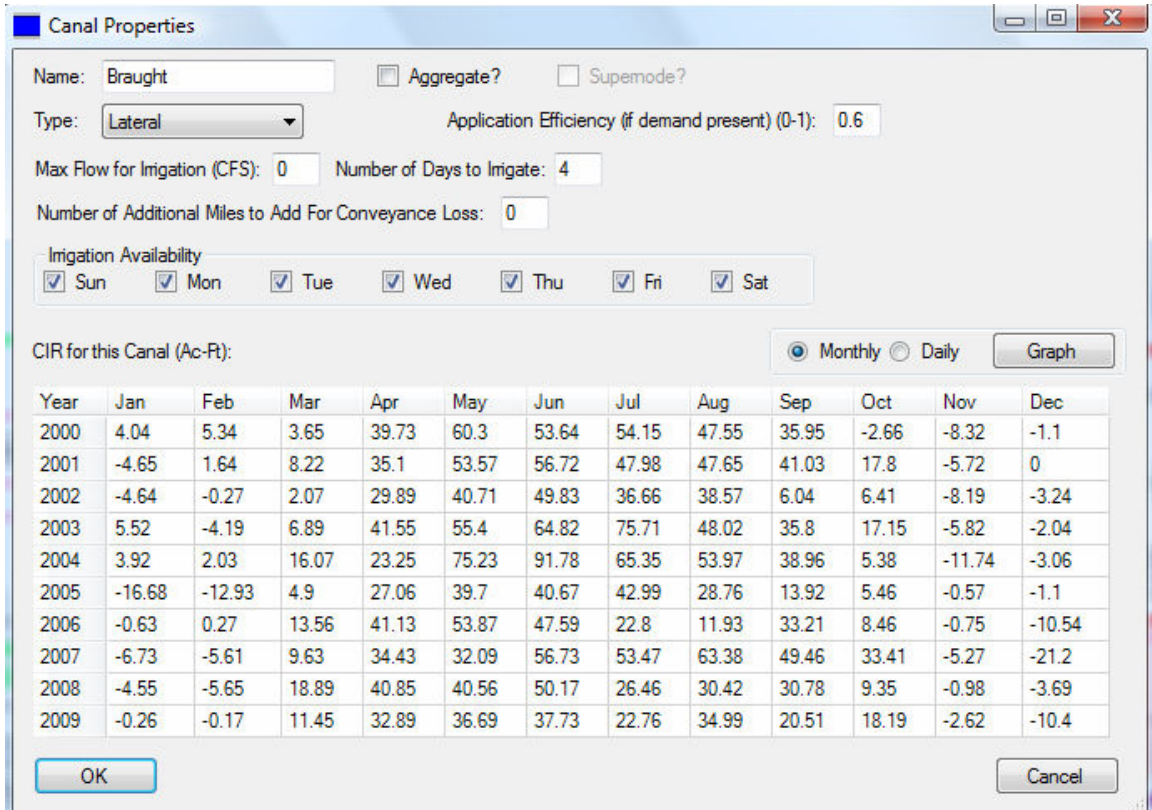 Canal Properties
Name: Braught Aggregate? Supernode?
Type: Lateral Application Efficiency (if demand present) (0-1): 0.6
Max Flow for Irrigation (CFS): 0 Number of Days to Irrigate: 4
Number of Additional Miles to Add For Conveyance Loss: 0
Irrigation Availability
Sun Mon Tue Wed Thu Fri Sat
CIR for this Canal (Ac-Ft): Monthly Daily Graph
Year Jan Feb Mar Apr May Jun Jul Aug Sep Oct Nov Dec
2000 4.04 5.34 3.65 39.73 60.3 53.64 54.15 47.55 35.95 -2.66 -8.32 -1.1
2001 -4.65 1.64 8.22 35.1 53.57 56.72 47.98 47.65 41.03 17.8 -5.72 0
2002 -4.64 -0.27 2.07 29.89 40.71 49.83 36.66 38.57 6.04 6.41 -8.19 -3.24
2003 5.52 -4.19 6.89 41.55 55.4 64.82 75.71 48.02 35.8 17.15 -5.82 -2.04
2004 3.92 2.03 16.07 23.25 75.23 91.78 65.35 53.97 38.96 5.38 -11.74 -3.06
2005 -16.68 -12.93 4.9 27.06 39.7 40.67 42.99 28.76 13.92 5.46 -0.57 -1.1
2006 -0.63 0.27 13.56 41.13 53.87 47.59 22.8 11.93 33.21 8.46 -0.75 -10.54
2007 -6.73 -5.61 9.63 34.43 32.09 56.73 53.47 63.38 49.46 33.41 -5.27 -21.2
2008 -4.55 -5.65 18.89 40.85 40.56 50.17 26.46 30.42 30.78 9.35 -0.98 -3.69
2009 -0.26 -0.17 11.45 32.89 36.69 37.73 22.76 34.99 20.51 18.19 -2.62 -10.4
OK Cancel